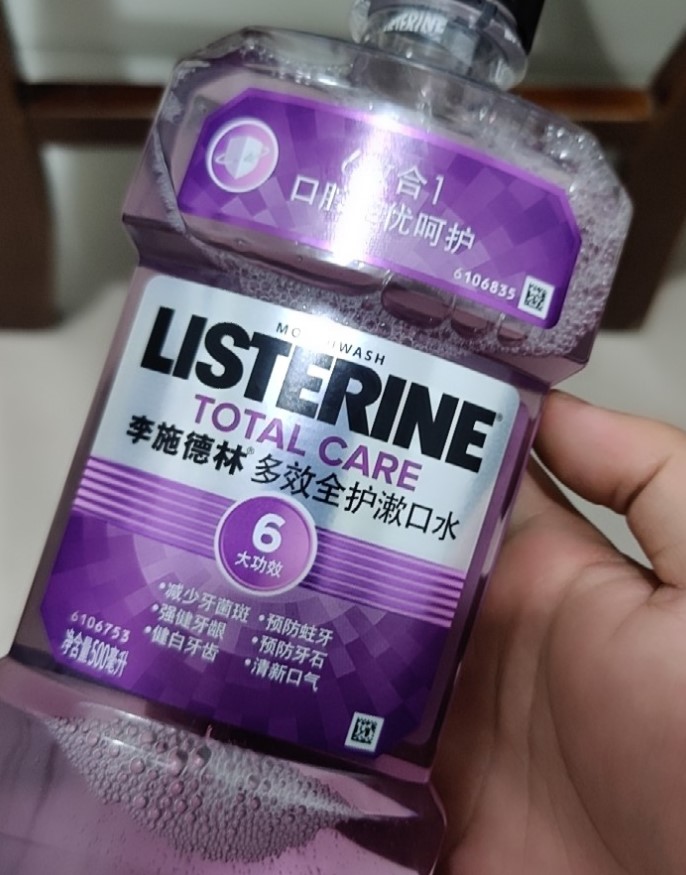 LISTERINE
合1
口腔 优呵护
6106835
MOUTHWASH
LISTERINE®
TOTAL CARE
李施德林® 多效全护漱口水
6
大功效
•减少牙菌斑 •预防蛀牙
•强健牙龈 •预防牙石
•健白牙齿 •清新口气
6106753
净含量500毫升